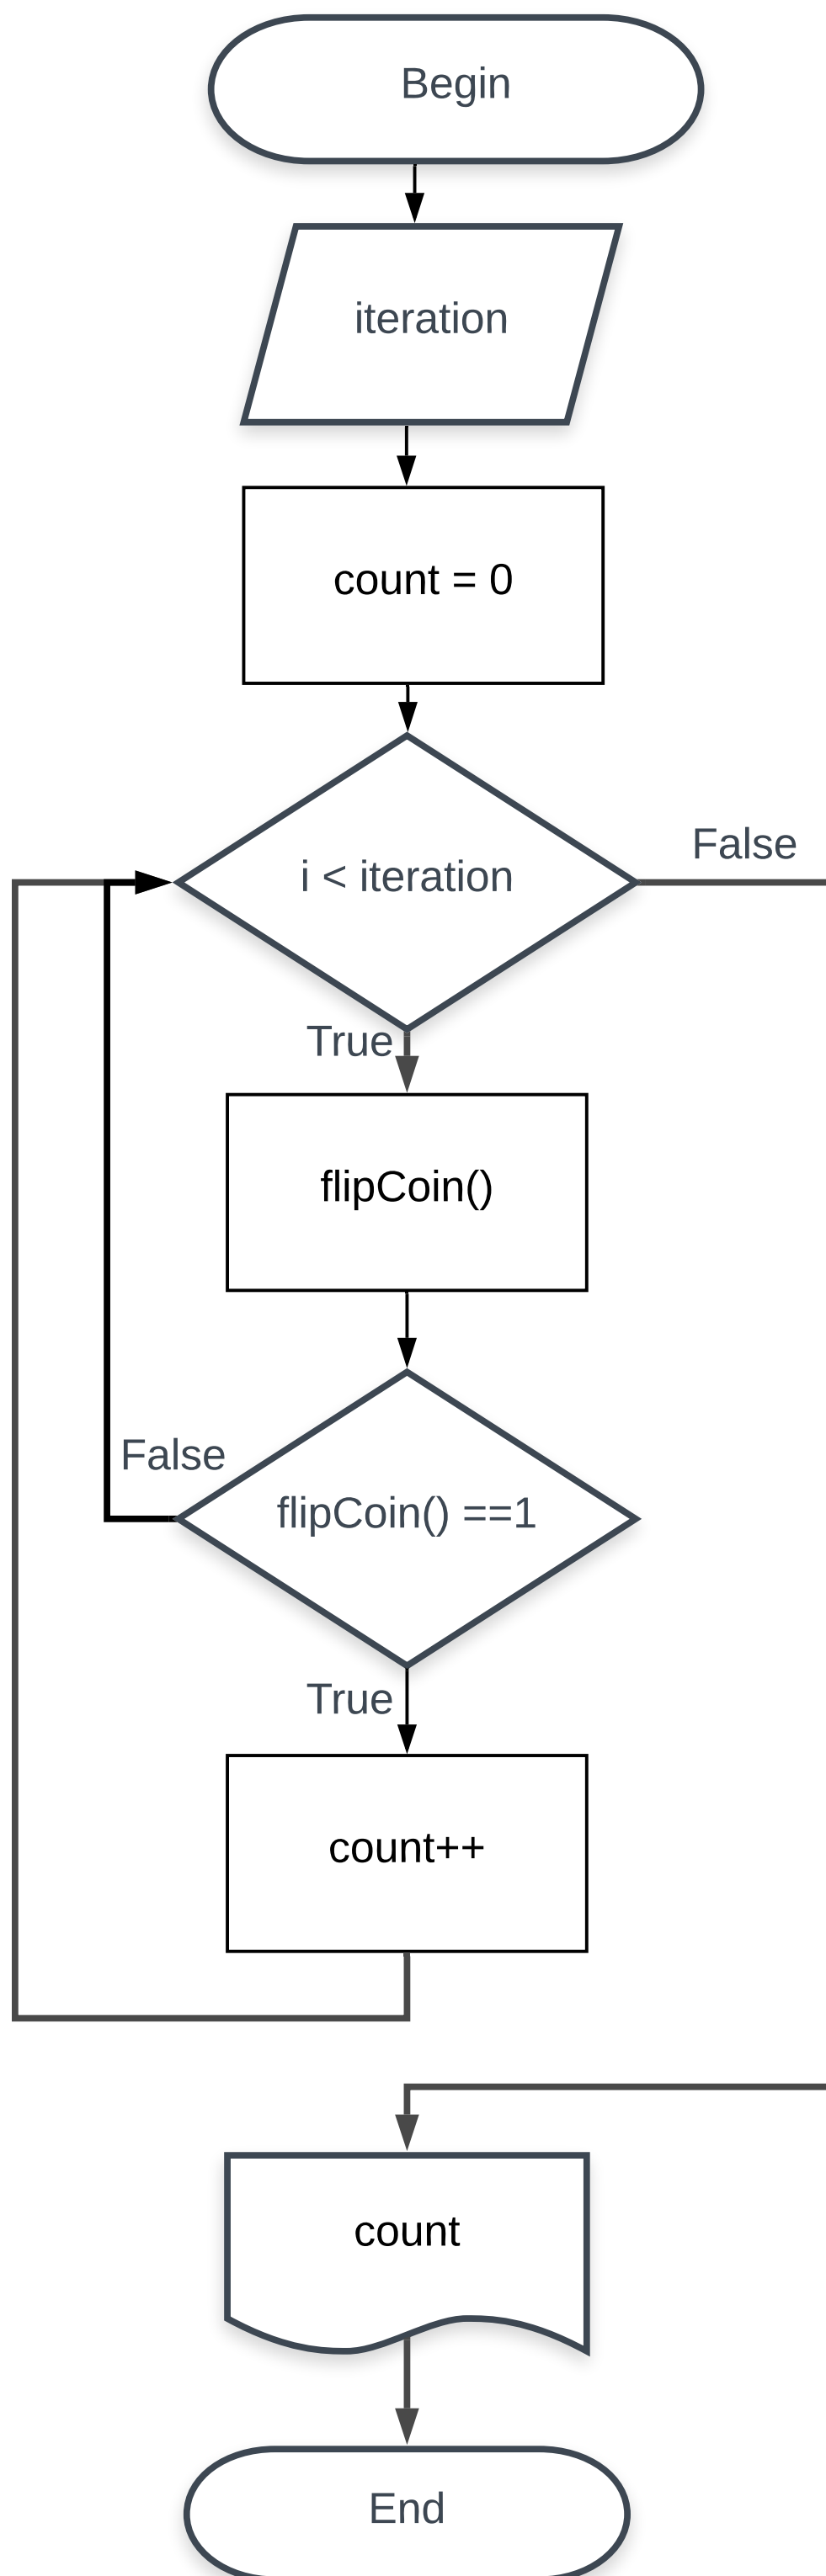 Begin
iteration
count = 0
i < iteration
False
True
flipCoin()
False
flipCoin() ==1
True
count++
count
End